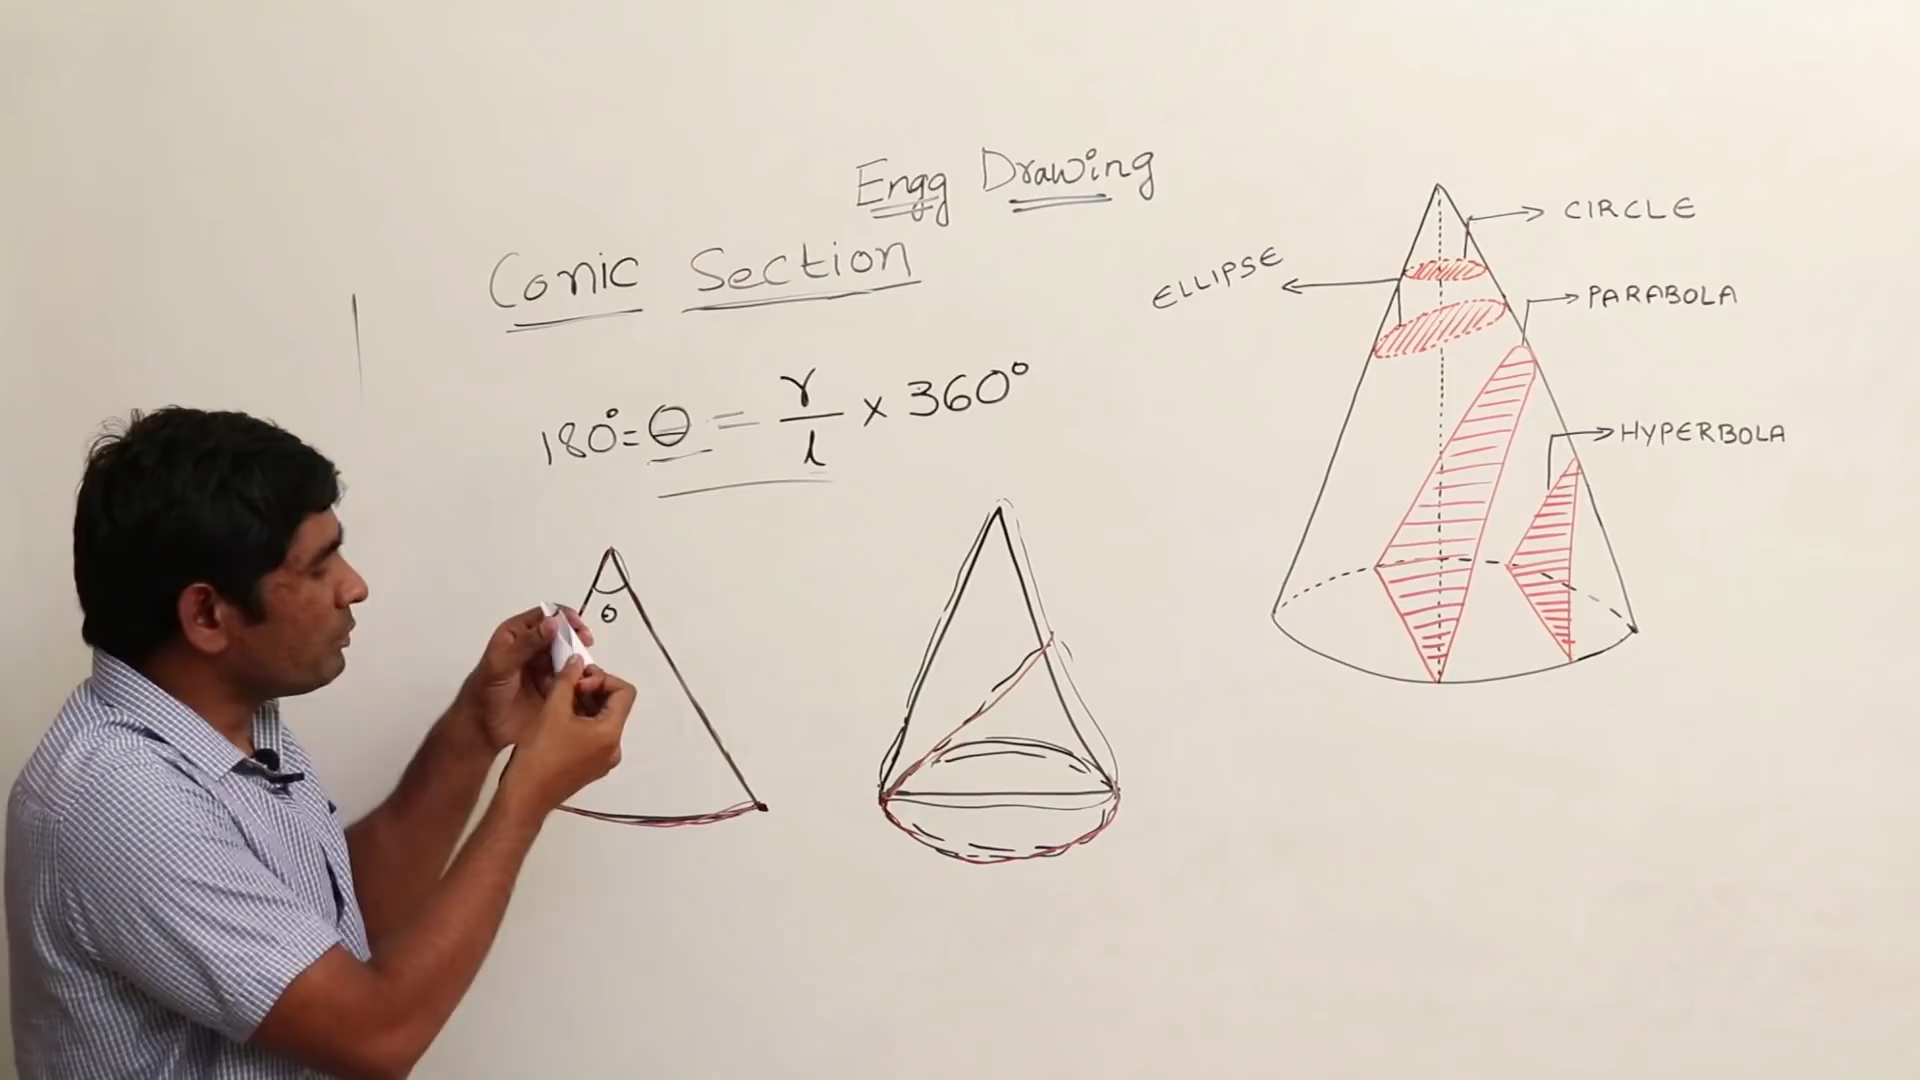 Engg Drawing
Conic Section
180° = θ = r/l × 360°
θ
CIRCLE
ELLIPSE
PARABOLA
HYPERBOLA